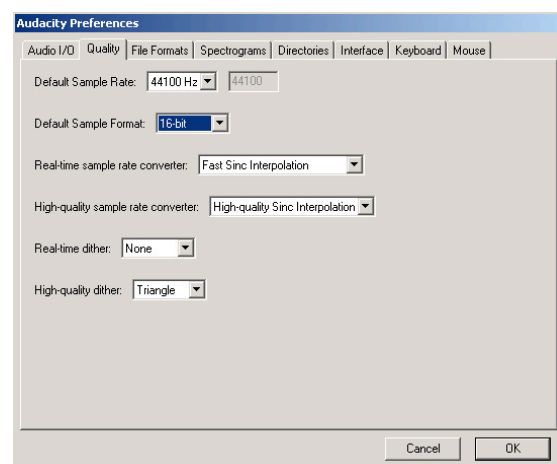 Audacity Preferences
Audio I/O Quality File Formats Spectrograms Directories Interface Keyboard Mouse
Default Sample Rate: 44100 Hz 44100
Default Sample Format: 16-bit
Real-time sample rate converter: Fast Sinc Interpolation
High-quality sample rate converter: High-quality Sinc Interpolation
Real-time dither: None
High-quality dither: Triangle
Cancel OK